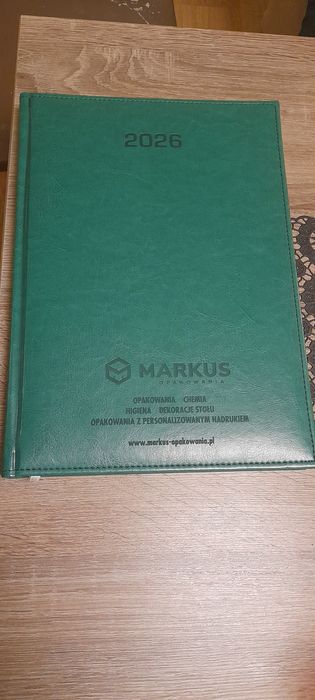 2026
MARKUS
OPAKOWANIA
OPAKOWANIA CHEMIA
HIGIENA DEKORACJE STOŁU
OPAKOWANIA Z PERSONALIZOWANYM NADRUKIEM
www.markus-opakowania.pl